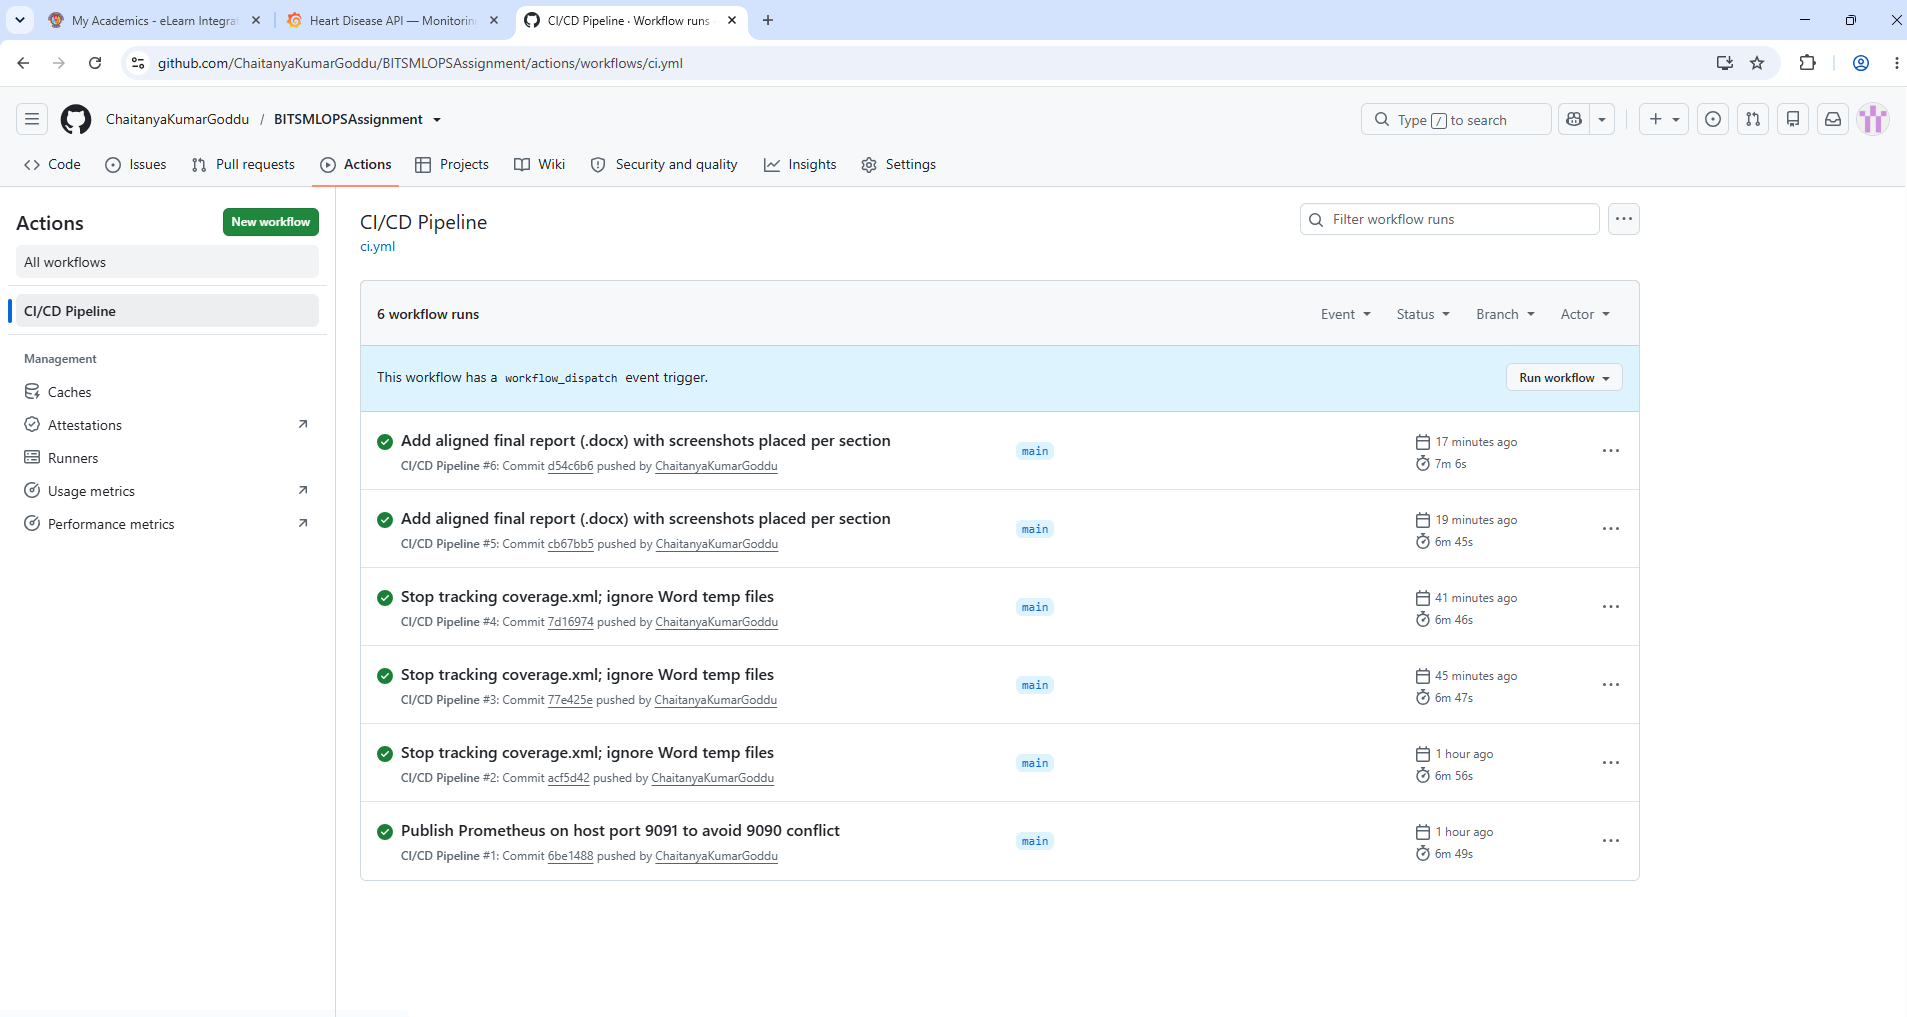 My Academics - eLearn Integra
Heart Disease API — Monitorin
CI/CD Pipeline · Workflow runs
github.com/ChaitanyaKumarGoddu/BITSMLOPSAssignment/actions/workflows/ci.yml
ChaitanyaKumarGoddu / BITSMLOPSAssignment
Type / to search
Code
Issues
Pull requests
Actions
Projects
Wiki
Security and quality
Insights
Settings
Actions
New workflow
All workflows
CI/CD Pipeline
Management
Caches
Attestations
Runners
Usage metrics
Performance metrics
CI/CD Pipeline
ci.yml
Filter workflow runs
6 workflow runs
Event
Status
Branch
Actor
This workflow has a workflow_dispatch event trigger.
Run workflow
Add aligned final report (.docx) with screenshots placed per section
CI/CD Pipeline #6: Commit d54c6b6 pushed by ChaitanyaKumarGoddu
main
17 minutes ago
7m 6s
Add aligned final report (.docx) with screenshots placed per section
CI/CD Pipeline #5: Commit cb67bb5 pushed by ChaitanyaKumarGoddu
main
19 minutes ago
6m 45s
Stop tracking coverage.xml; ignore Word temp files
CI/CD Pipeline #4: Commit 7d16974 pushed by ChaitanyaKumarGoddu
main
41 minutes ago
6m 46s
Stop tracking coverage.xml; ignore Word temp files
CI/CD Pipeline #3: Commit 77e425e pushed by ChaitanyaKumarGoddu
main
45 minutes ago
6m 47s
Stop tracking coverage.xml; ignore Word temp files
CI/CD Pipeline #2: Commit acf5d42 pushed by ChaitanyaKumarGoddu
main
1 hour ago
6m 56s
Publish Prometheus on host port 9091 to avoid 9090 conflict
CI/CD Pipeline #1: Commit 6be1488 pushed by ChaitanyaKumarGoddu
main
1 hour ago
6m 49s